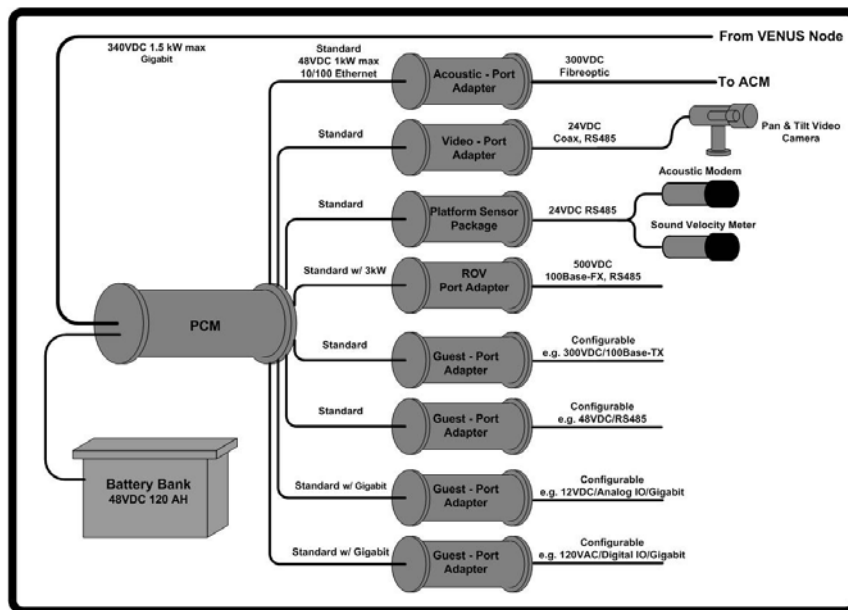 From VENUS Node
340VDC 1.5 kW max
Gigabit
Standard
48VDC 1kW max
10/100 Ethernet
Acoustic - Port
Adapter
300VDC
Fibreoptic
To ACM
Standard
Video - Port
Adapter
24VDC
Coax, RS485
Pan & Tilt Video
Camera
Standard
Platform Sensor
Package
24VDC RS485
Acoustic Modem
Sound Velocity Meter
Standard w/ 3kW
ROV
Port Adapter
500VDC
100Base-FX, RS485
PCM
Standard
Guest - Port
Adapter
Configurable
e.g. 300VDC/100Base-TX
Standard
Guest - Port
Adapter
Configurable
e.g. 48VDC/RS485
Battery Bank
48VDC 120 AH
Standard w/ Gigabit
Guest - Port
Adapter
Configurable
e.g. 12VDC/Analog IO/Gigabit
Standard w/ Gigabit
Guest - Port
Adapter
Configurable
e.g. 120VAC/Digital IO/Gigabit